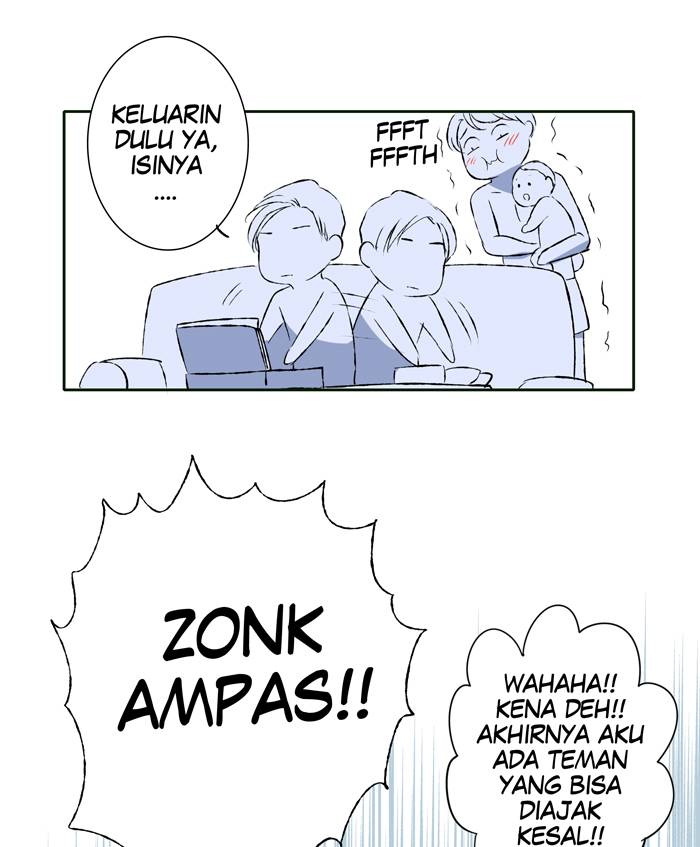 KELUARIN
DULU YA,
ISINYA
....
FFFT
FFFTH
ZONK
AMPAS!!
WAHAHA!!
KENA DEH!!
AKHIRNYA AKU
ADA TEMAN
YANG BISA
DIAJAK
KESAL!!